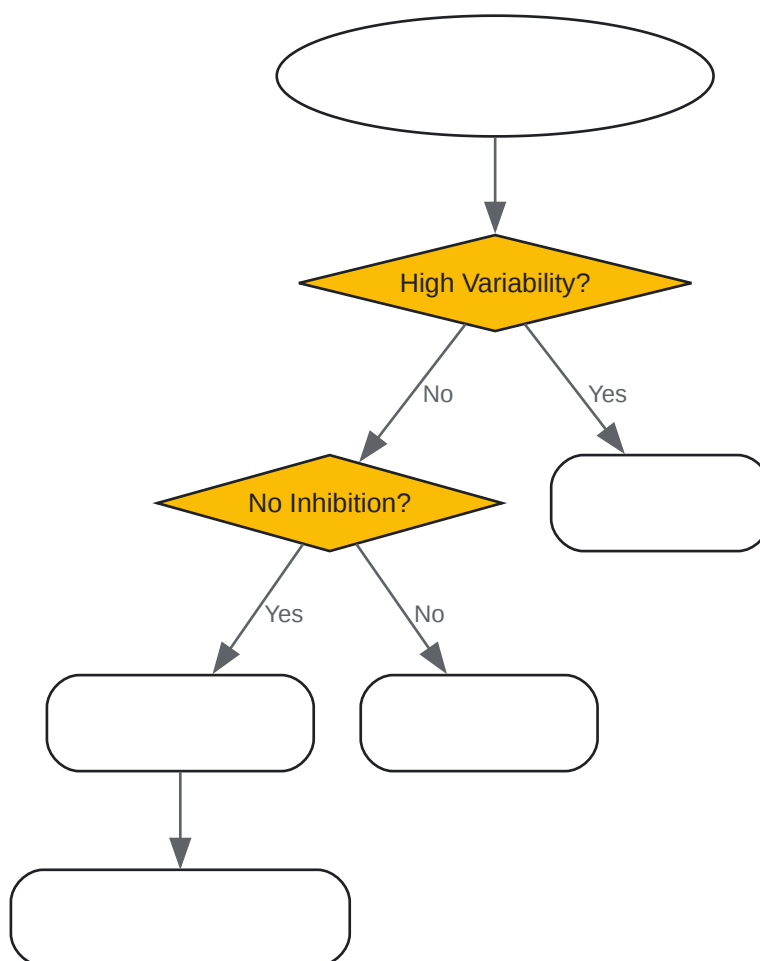 High Variability?
No
Yes
No Inhibition?
Yes
No